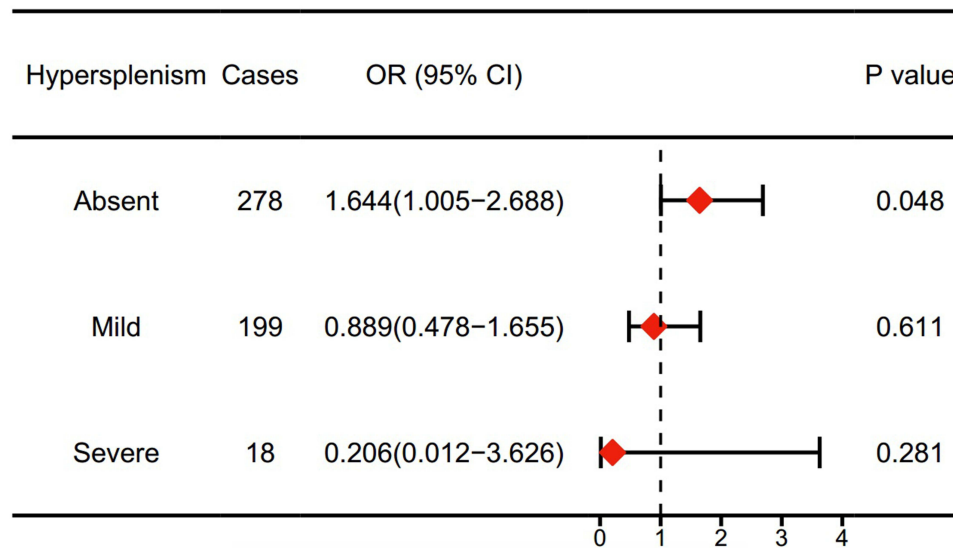 Hypersplenism Cases OR (95% CI) P value
Absent 278 1.644(1.005−2.688) 0.048
Mild 199 0.889(0.478−1.655) 0.611
Severe 18 0.206(0.012−3.626) 0.281
0 1 2 3 4